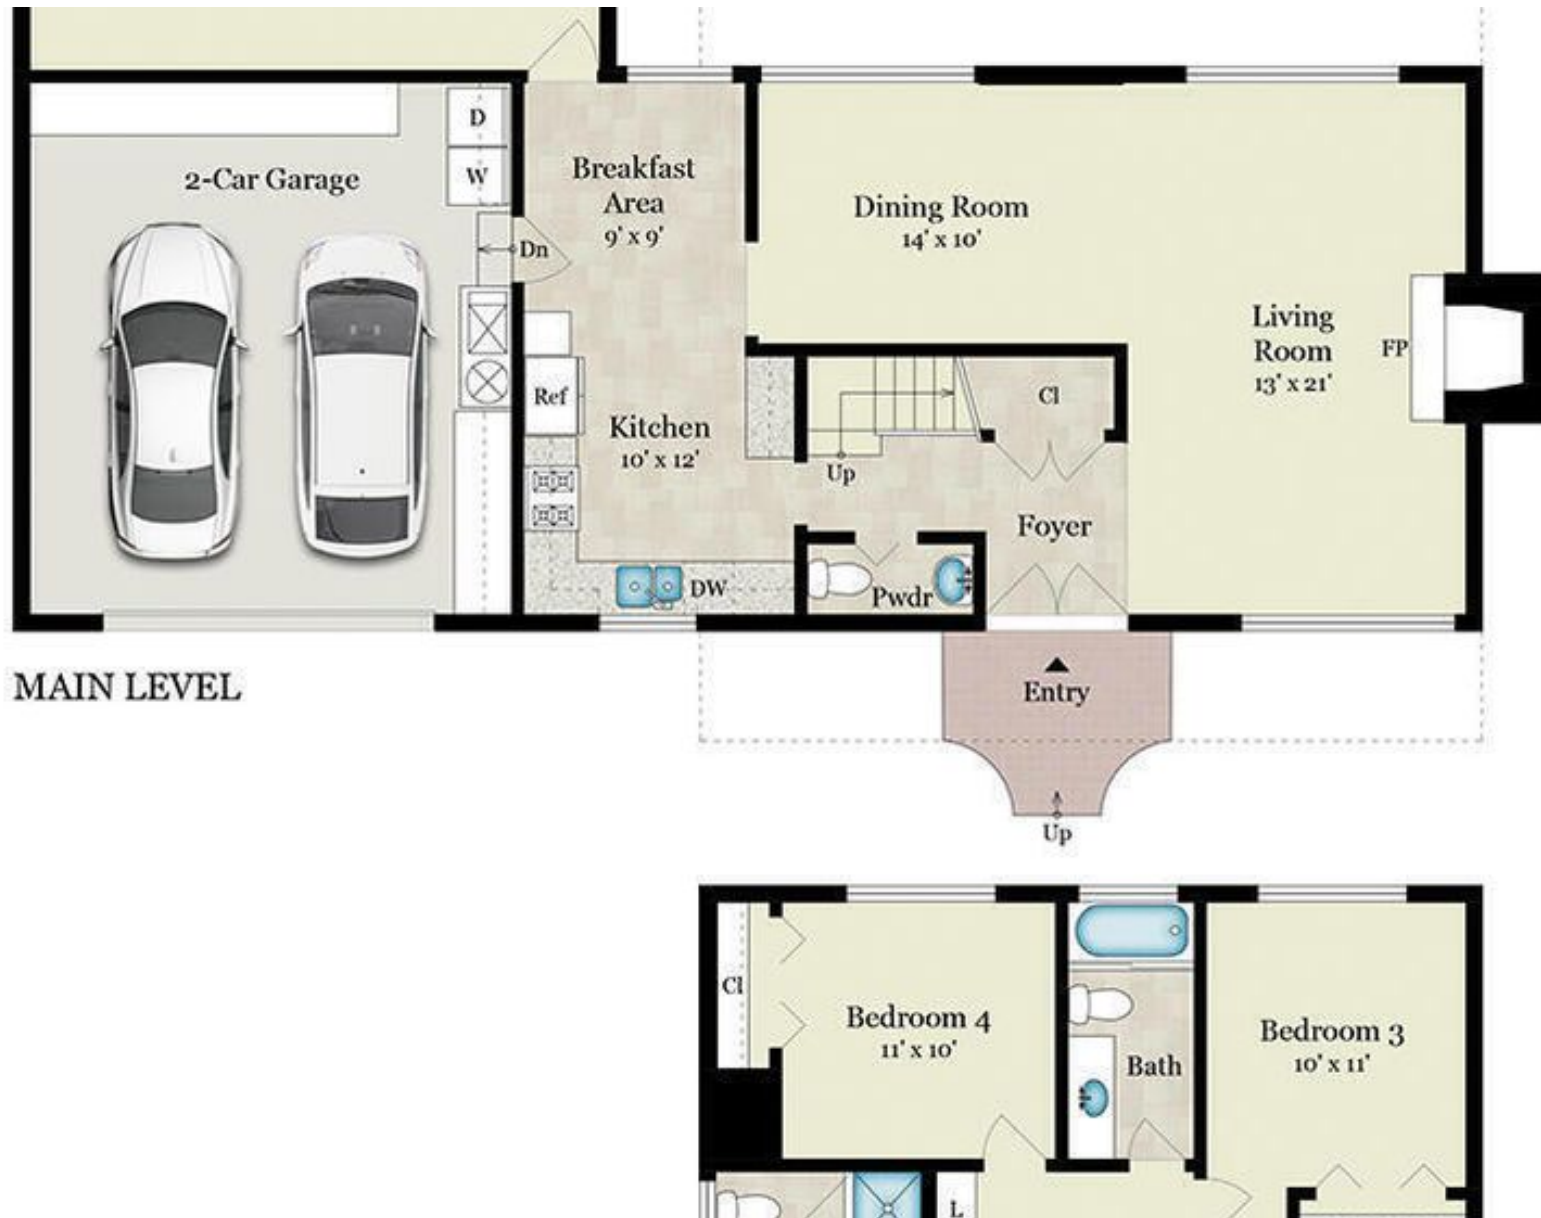 D
W
2-Car Garage
Breakfast
Area
9' x 9'
Dn
Dining Room
14' x 10'
Living
Room
13' x 21'
FP
Ref
Kitchen
10' x 12'
Cl
Up
Foyer
DW
Pwdr
MAIN LEVEL
Entry
Up
Cl
Bedroom 4
11' x 10'
Bath
Bedroom 3
10' x 11'
L